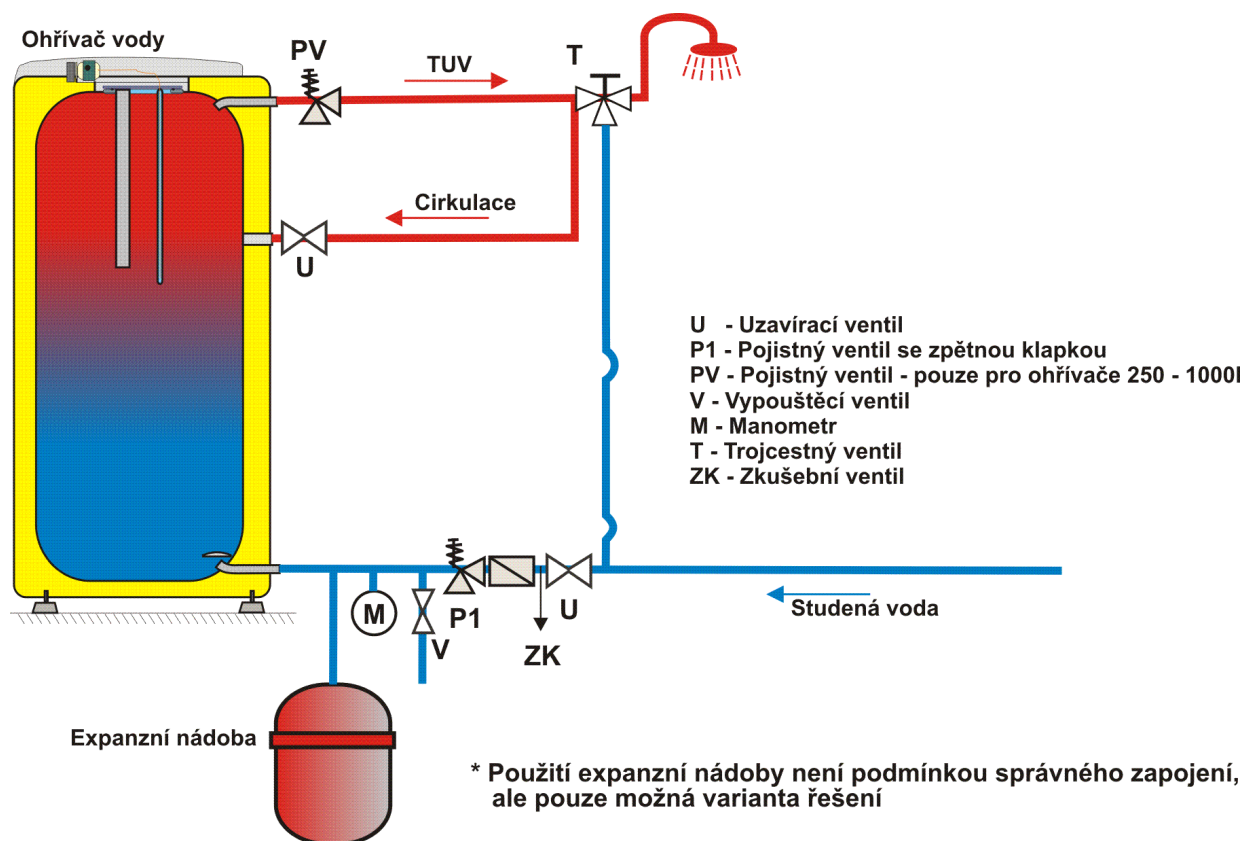 Ohřívač vody
PV
TUV
T
Cirkulace
U
U - Uzavírací ventil
P1 - Pojistný ventil se zpětnou klapkou
PV - Pojistný ventil - pouze pro ohřívače 250 - 1000l
V - Vypouštěcí ventil
M - Manometr
T - Trojcestný ventil
ZK - Zkušební ventil
M
V
P1
ZK
U
Studená voda
Expanzní nádoba
* Použití expanzní nádoby není podmínkou správného zapojení,
ale pouze možná varianta řešení